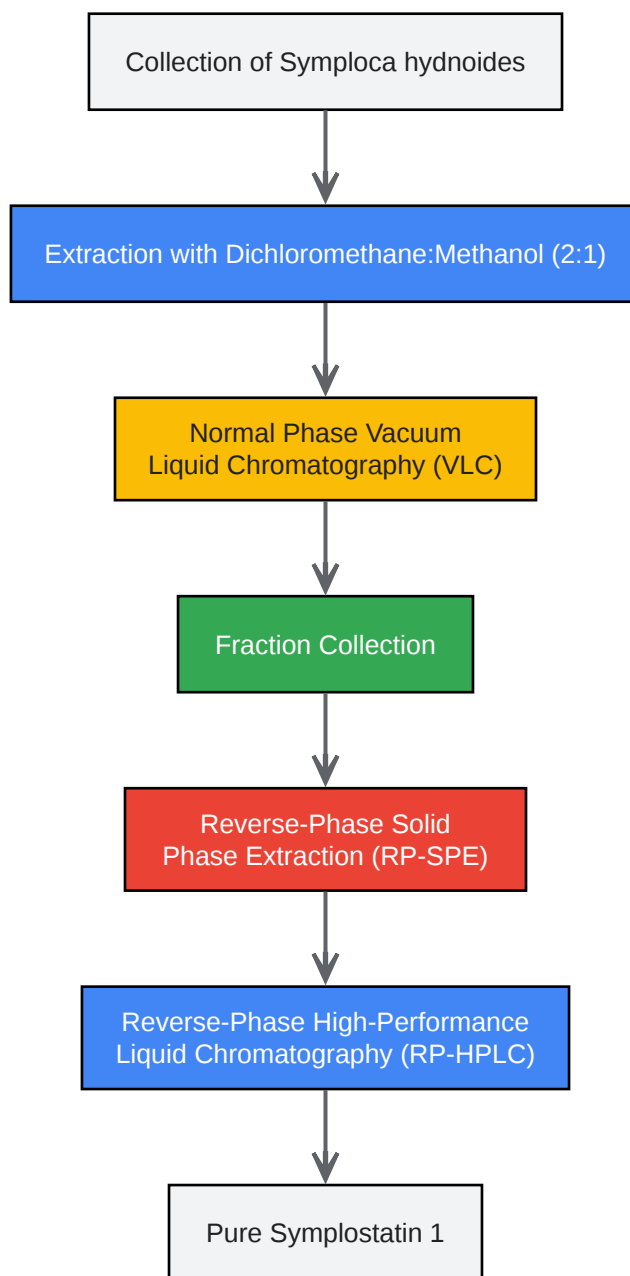 Collection of Symploca hydnoides
Extraction with Dichloromethane:Methanol (2:1)
Normal Phase Vacuum
Liquid Chromatography (VLC)
Fraction Collection
Reverse-Phase Solid
Phase Extraction (RP-SPE)
Reverse-Phase High-Performance
Liquid Chromatography (RP-HPLC)
Pure Symplostatin 1